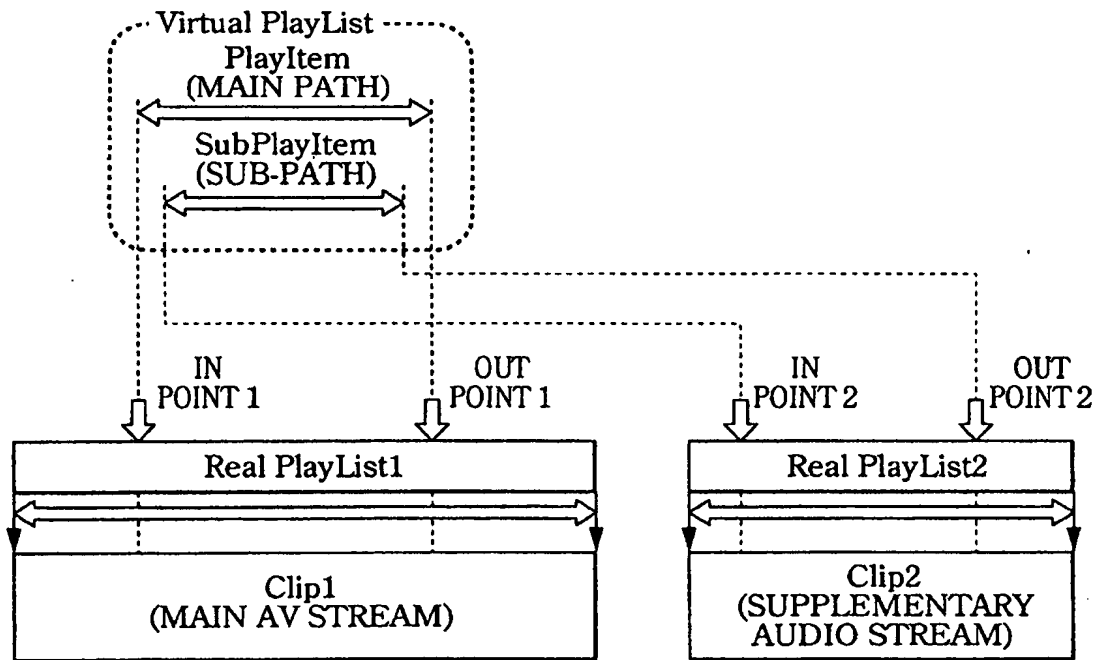 Virtual PlayList
PlayItem
(MAIN PATH)
SubPlayItem
(SUB-PATH)
IN
POINT 1
OUT
POINT 1
IN
POINT 2
OUT
POINT 2
Real PlayList1
Real PlayList2
Clip1
(MAIN AV STREAM)
Clip2
(SUPPLEMENTARY
AUDIO STREAM)